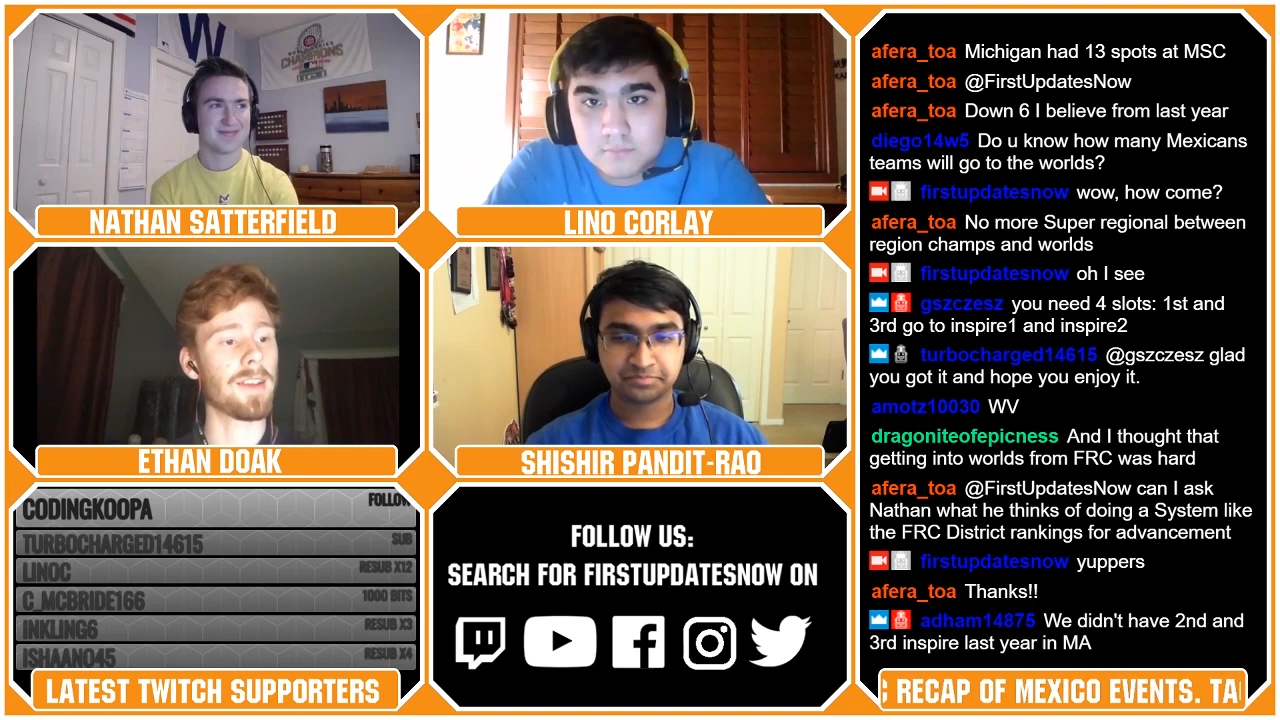 W
WORLD SERIES
CHAMPIONS
NATHAN SATTERFIELD
LINO CORLAY
ETHAN DOAK
SHISHIR PANDIT-RAO
CODINGKOOPA FOLLOW
TURBOCHARGED14615 SUB
LINOC RESUB X12
C_MCBRIDE166 1000 BITS
INKLING6 RESUB X3
ISHAAN045 RESUB X4
LATEST TWITCH SUPPORTERS
FOLLOW US:
SEARCH FOR FIRSTUPDATESNOW ON
afera_toa Michigan had 13 spots at MSC
afera_toa @FirstUpdatesNow
afera_toa Down 6 I believe from last year
diego14w5 Do u know how many Mexicans
teams will go to the worlds?
firstupdatesnow wow, how come?
afera_toa No more Super regional between
region champs and worlds
firstupdatesnow oh I see
gszczesz you need 4 slots: 1st and
3rd go to inspire1 and inspire2
turbocharged14615 @gszczesz glad
you got it and hope you enjoy it.
amotz10030 WV
dragoniteofepicness And I thought that
getting into worlds from FRC was hard
afera_toa @FirstUpdatesNow can I ask
Nathan what he thinks of doing a System like
the FRC District rankings for advancement
firstupdatesnow yuppers
afera_toa Thanks!!
adham14875 We didn't have 2nd and
3rd inspire last year in MA
C RECAP OF MEXICO EVENTS. TA